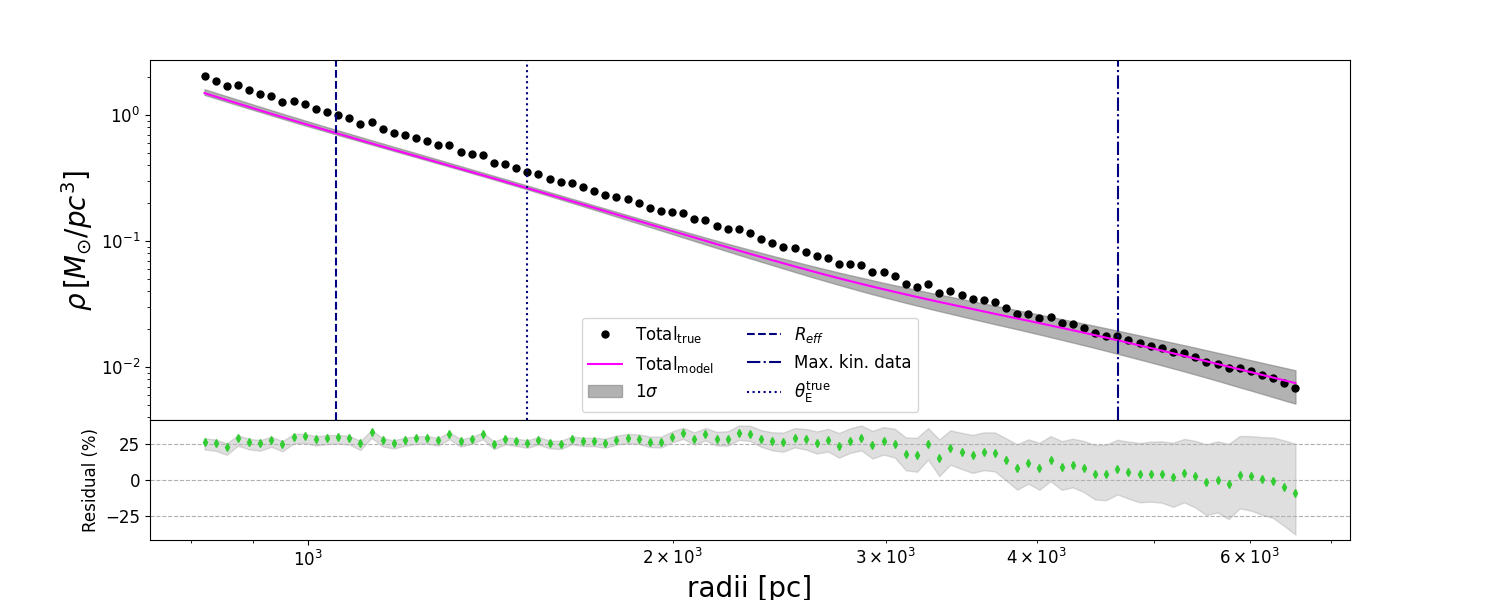 10⁰
10⁻¹
10⁻²
ρ [M⊙/pc³]
Total_true
Total_model
1σ
R_eff
Max. kin. data
θ_E^true
25
0
−25
Residual (%)
10³
2 × 10³
3 × 10³
4 × 10³
6 × 10³
radii [pc]